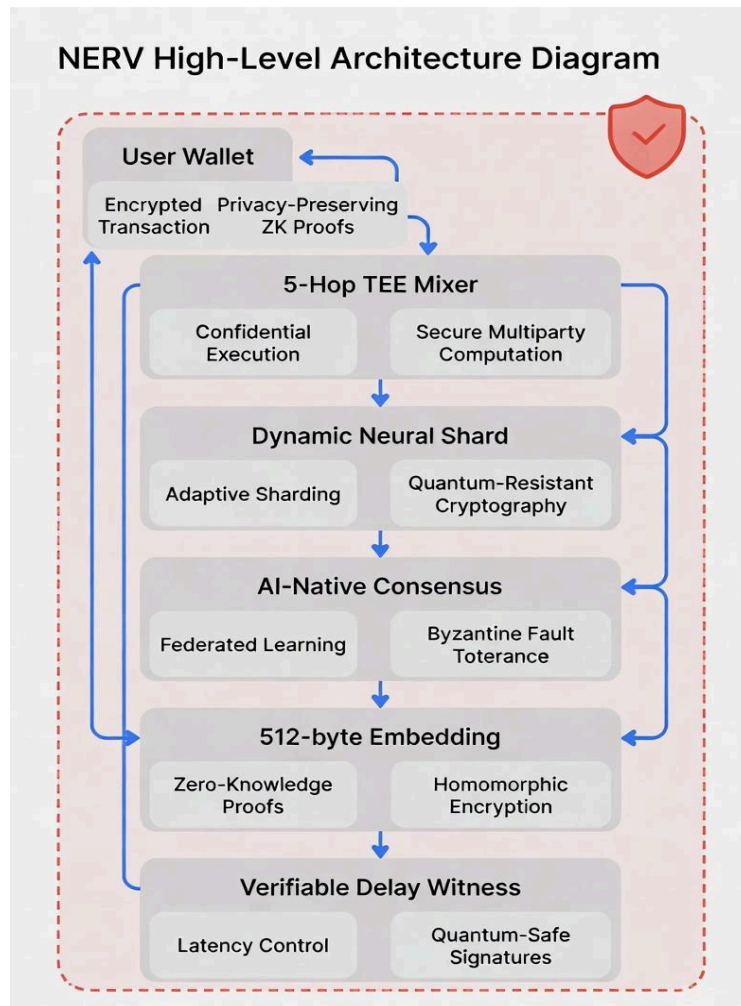 NERV High-Level Architecture Diagram
User Wallet
Encrypted
Transaction
Privacy-Preserving
ZK Proofs
5-Hop TEE Mixer
Confidential
Execution
Secure Multiparty
Computation
Dynamic Neural Shard
Adaptive Sharding
Quantum-Resistant
Cryptography
AI-Native Consensus
Federated Learning
Byzantine Fault
Toterance
512-byte Embedding
Zero-Knowledge
Proofs
Homomorphic
Encryption
Verifiable Delay Witness
Latency Control
Quantum-Safe
Signatures